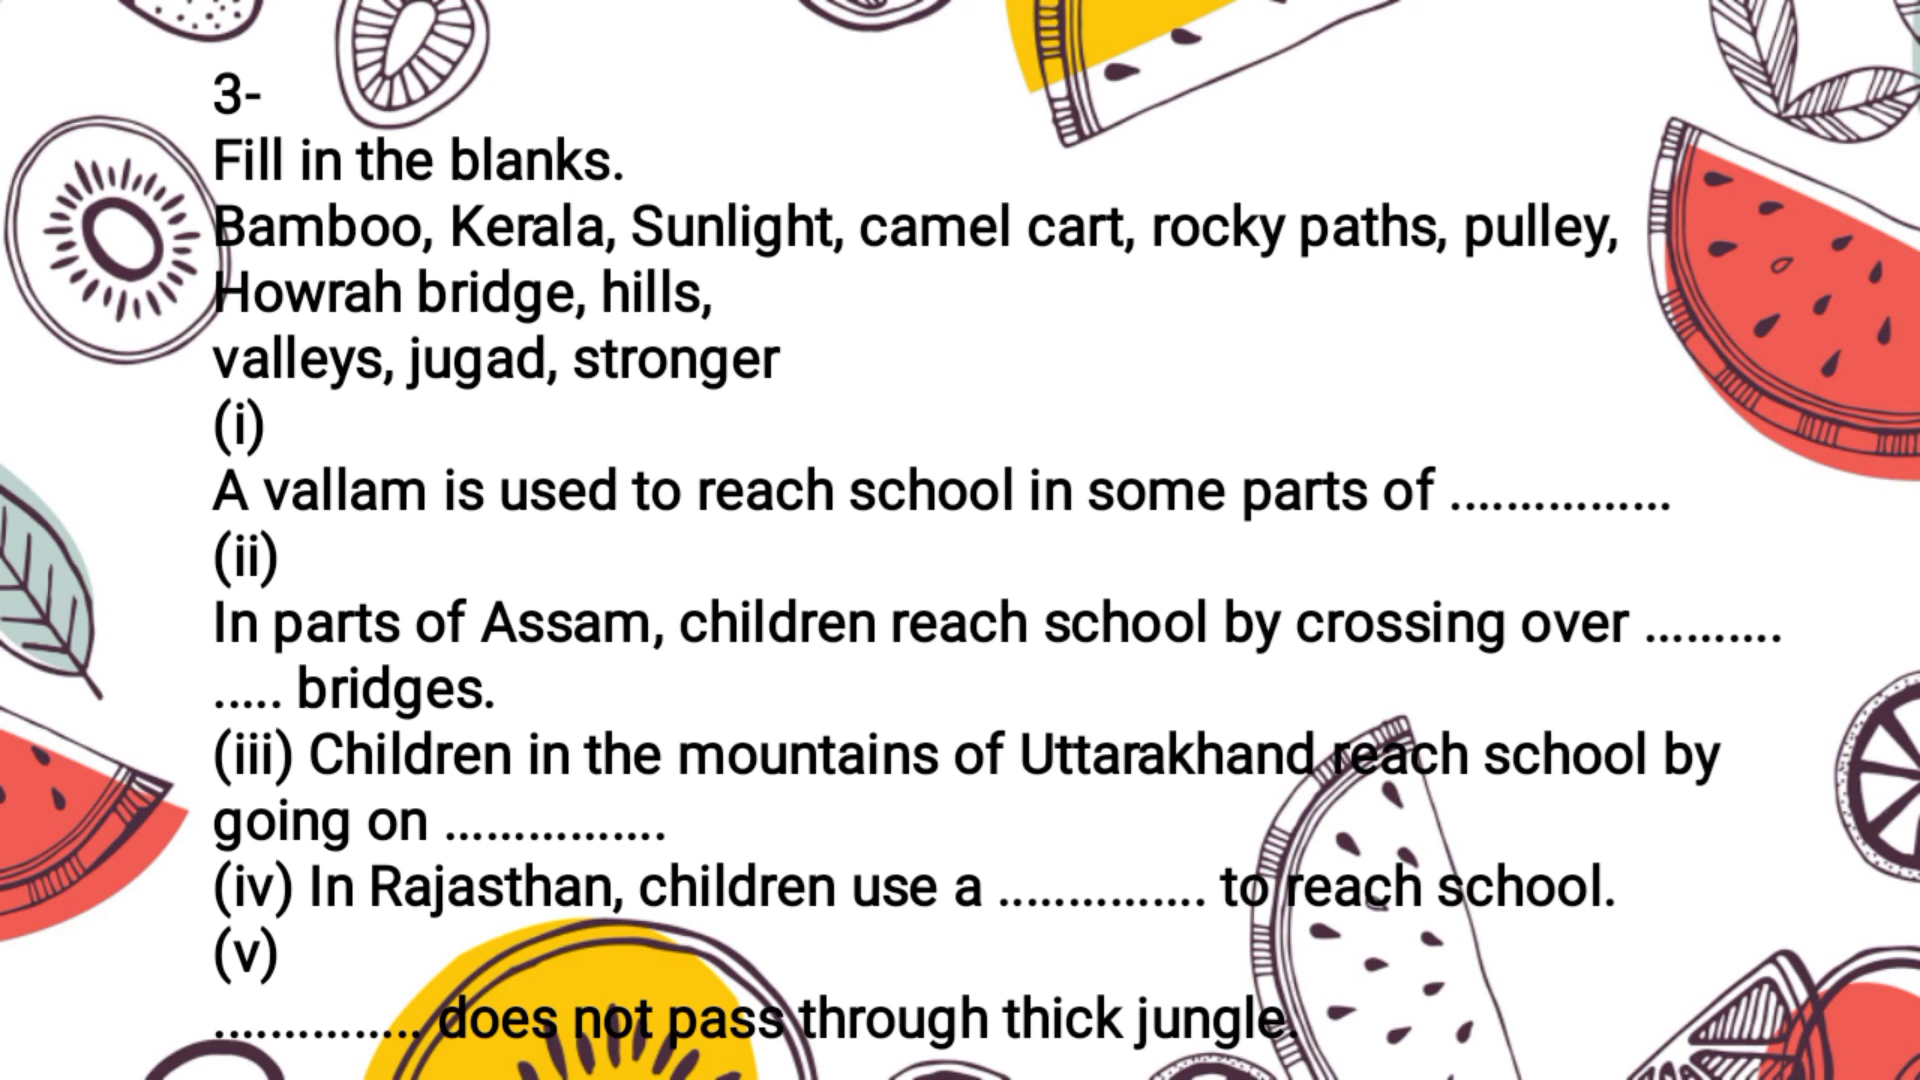 3-
Fill in the blanks.
Bamboo, Kerala, Sunlight, camel cart, rocky paths, pulley,
Howrah bridge, hills,
valleys, jugad, stronger
(i)
A vallam is used to reach school in some parts of ................
(ii)
In parts of Assam, children reach school by crossing over ..........
..... bridges.
(iii) Children in the mountains of Uttarakhand reach school by
going on ................
(iv) In Rajasthan, children use a ............... to reach school.
(v)
............... does not pass through thick jungle.